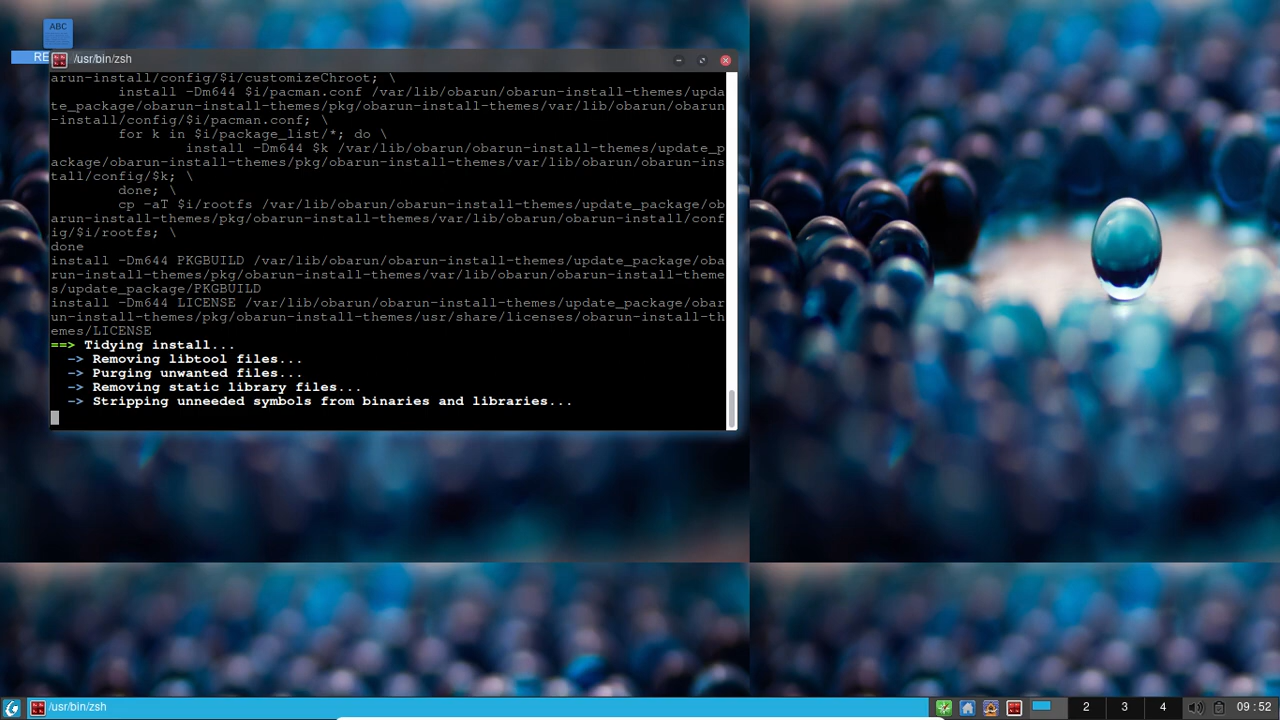 ABC
RE
/usr/bin/zsh
arun-install/config/$i/customizeChroot; \
install -Dm644 $i/pacman.conf /var/lib/obarun/obarun-install-themes/upda
te_package/obarun-install-themes/pkg/obarun-install-themes/var/lib/obarun/obarun
-install/config/$i/pacman.conf; \
for k in $i/package_list/*; do \
install -Dm644 $k /var/lib/obarun/obarun-install-themes/update_p
ackage/obarun-install-themes/pkg/obarun-install-themes/var/lib/obarun/obarun-ins
tall/config/$k; \
done; \
cp -aT $i/rootfs /var/lib/obarun/obarun-install-themes/update_package/ob
arun-install-themes/pkg/obarun-install-themes/var/lib/obarun/obarun-install/conf
ig/$i/rootfs; \
done
install -Dm644 PKGBUILD /var/lib/obarun/obarun-install-themes/update_package/oba
run-install-themes/pkg/obarun-install-themes/var/lib/obarun/obarun-install-theme
s/update_package/PKGBUILD
install -Dm644 LICENSE /var/lib/obarun/obarun-install-themes/update_package/obar
un-install-themes/pkg/obarun-install-themes/usr/share/licenses/obarun-install-th
emes/LICENSE
==> Tidying install...
-> Removing libtool files...
-> Purging unwanted files...
-> Removing static library files...
-> Stripping unneeded symbols from binaries and libraries...
/usr/bin/zsh
2 3 4 09:52